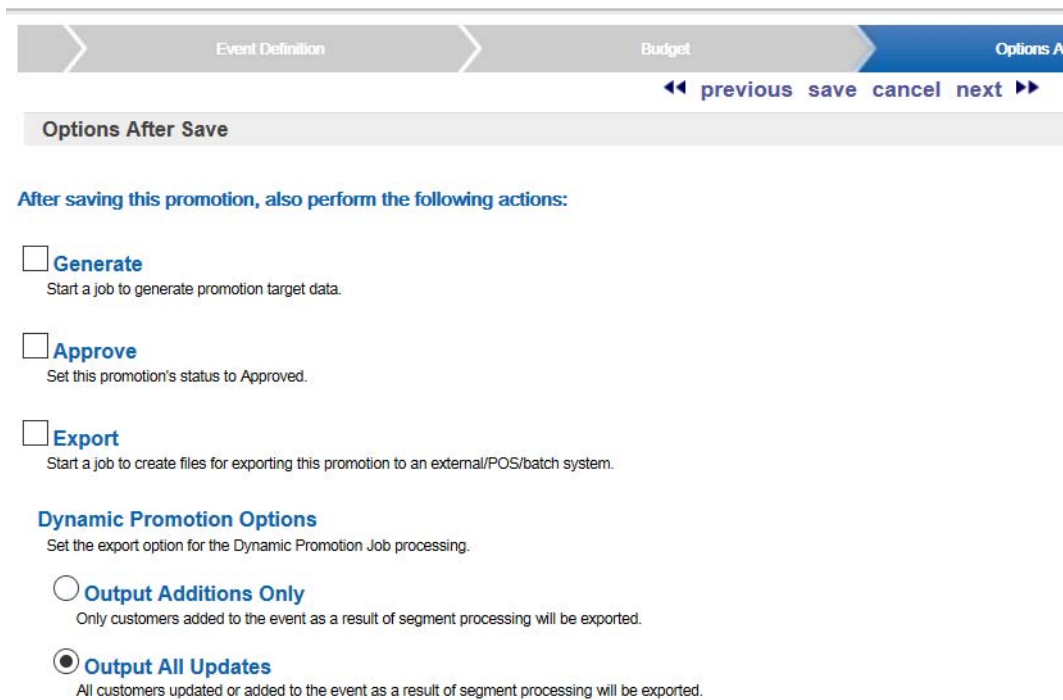 Event Definition Budget Options A
previous save cancel next
Options After Save
After saving this promotion, also perform the following actions:
Generate
Start a job to generate promotion target data.
Approve
Set this promotion's status to Approved.
Export
Start a job to create files for exporting this promotion to an external/POS/batch system.
Dynamic Promotion Options
Set the export option for the Dynamic Promotion Job processing.
Output Additions Only
Only customers added to the event as a result of segment processing will be exported.
Output All Updates
All customers updated or added to the event as a result of segment processing will be exported.